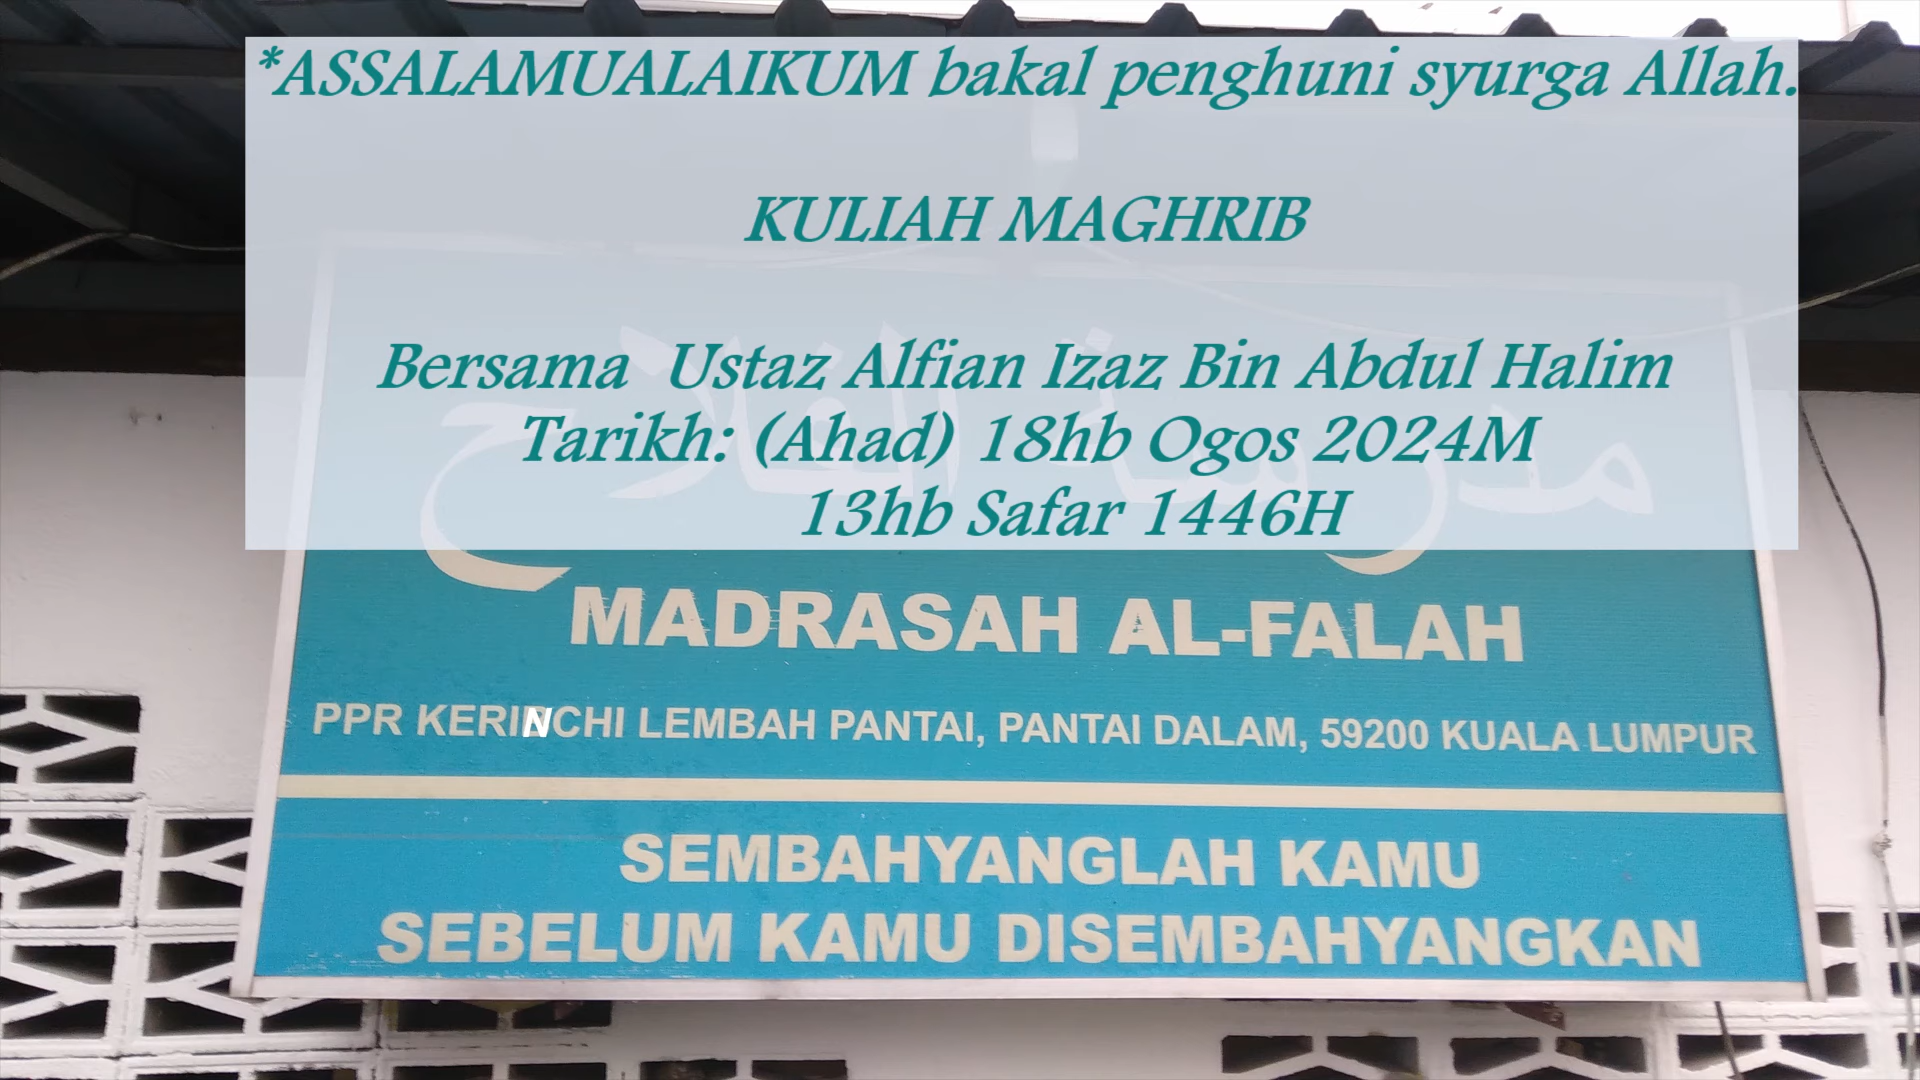 *ASSALAMUALAIKUM bakal penghuni syurga Allah.
KULIAH MAGHRIB
Bersama Ustaz Alfian Izaz Bin Abdul Halim
Tarikh: (Ahad) 18hb Ogos 2024M
13hb Safar 1446H
مدرسة الفلاح
MADRASAH AL-FALAH
PPR KERINCHI LEMBAH PANTAI, PANTAI DALAM, 59200 KUALA LUMPUR
SEMBAHYANGLAH KAMU
SEBELUM KAMU DISEMBAHYANGKAN